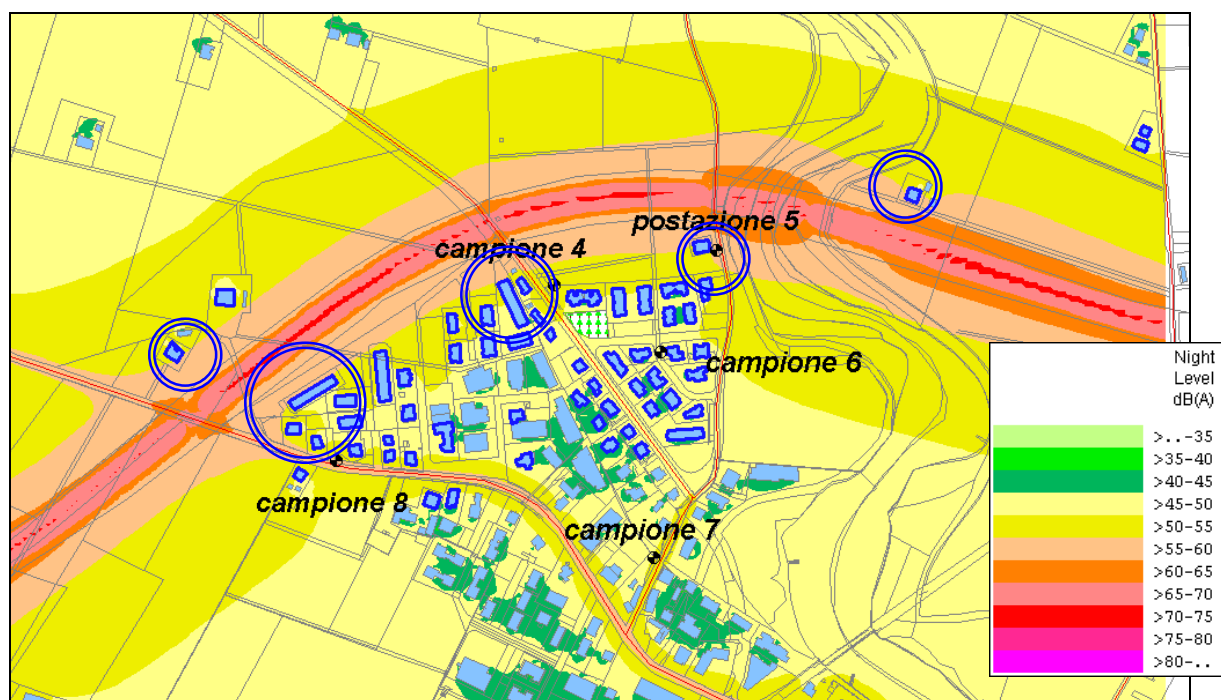 postazione 5
campione 4
campione 6
campione 8
campione 7
Night
Level
dB(A)
>..-35
>35-40
>40-45
>45-50
>50-55
>55-60
>60-65
>65-70
>70-75
>75-80
>80-..